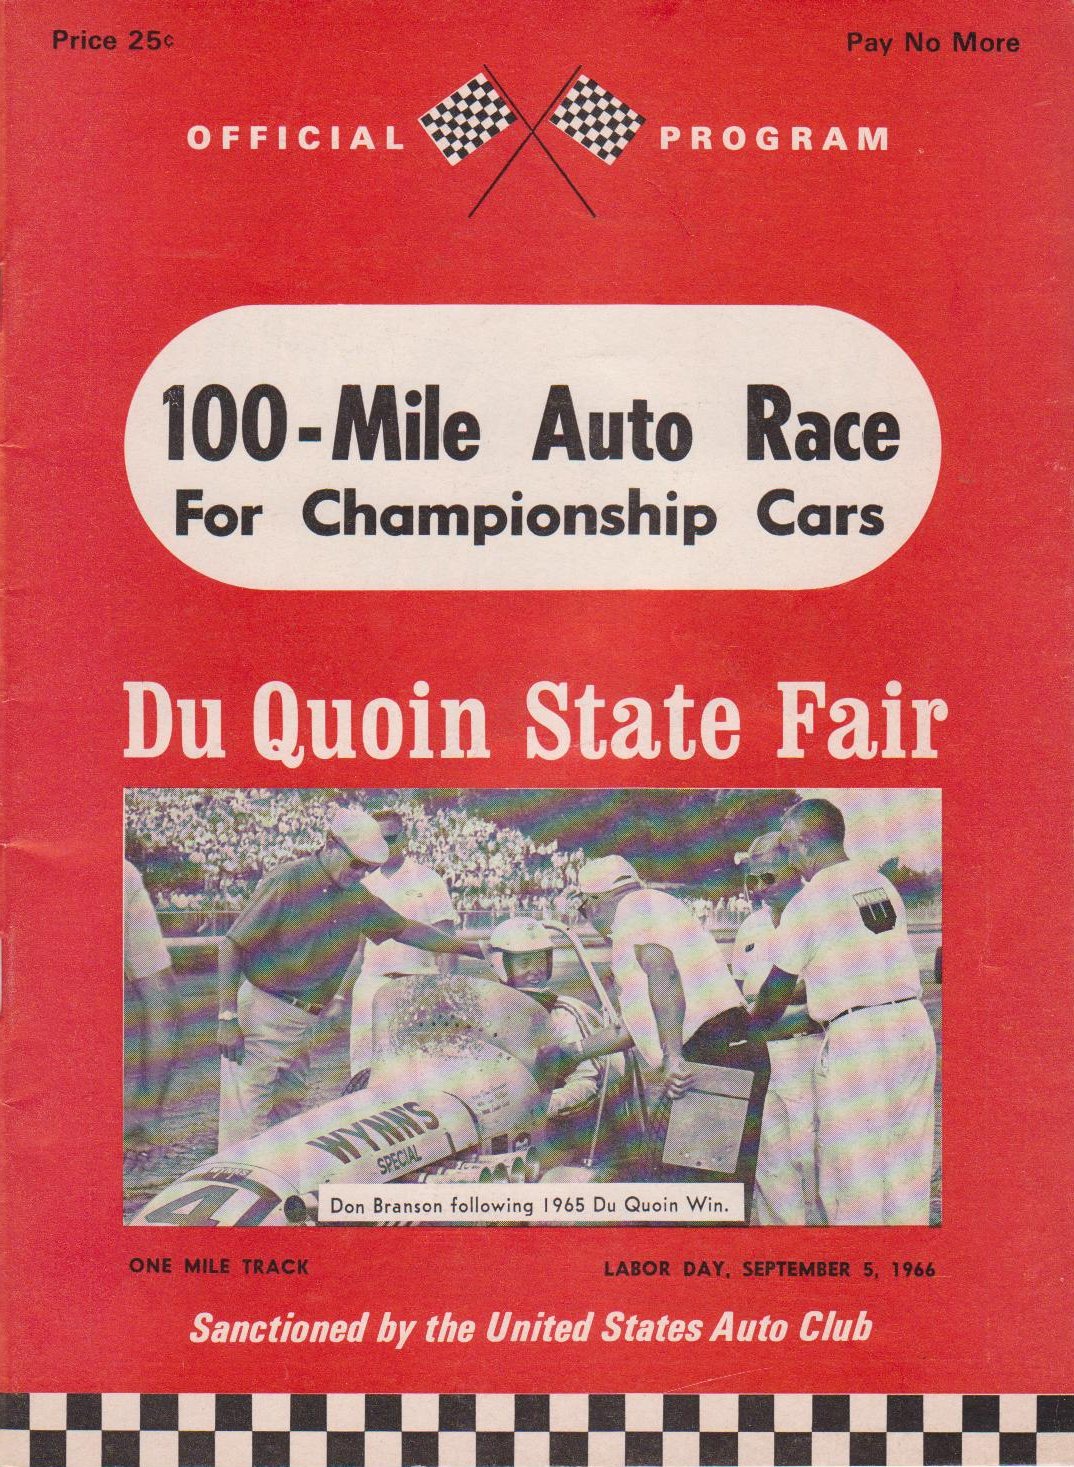 Price 25¢
Pay No More
OFFICIAL PROGRAM
100-Mile Auto Race
For Championship Cars
Du Quoin State Fair
WYNN'S
SPECIAL
4
Don Branson following 1965 Du Quoin Win.
ONE MILE TRACK
LABOR DAY, SEPTEMBER 5, 1966
Sanctioned by the United States Auto Club